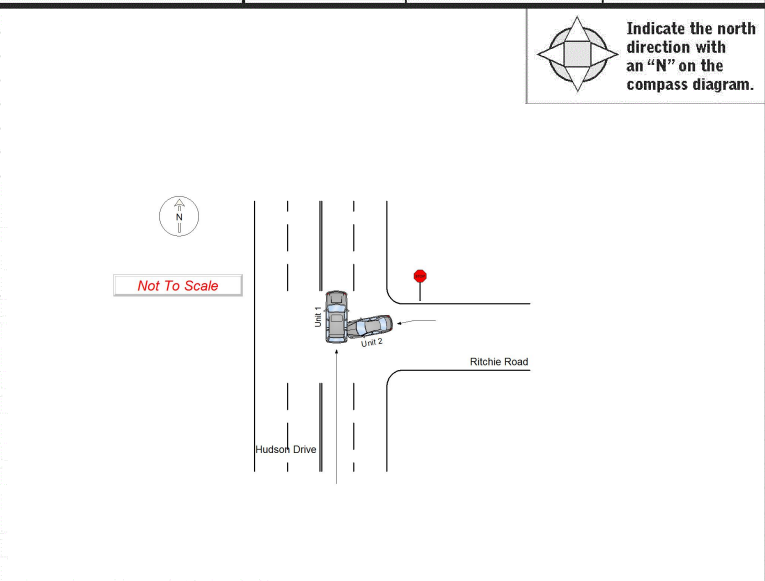 Indicate the north
direction with
an “N” on the
compass diagram.
N
Not To Scale
Unit 1
Unit 2
Ritchie Road
Hudson Drive